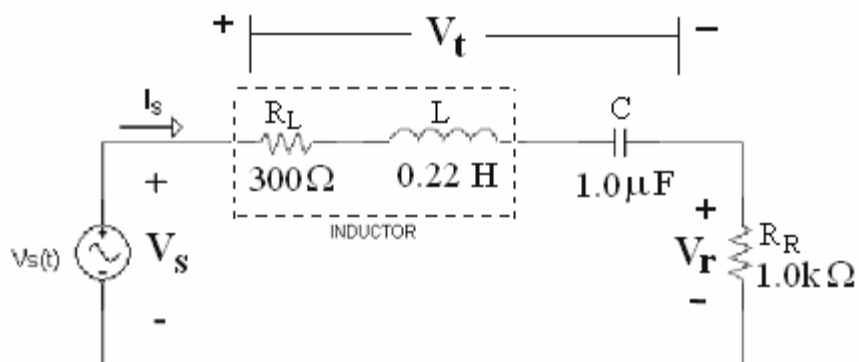 + Vt −
Is
RL L C
300Ω 0.22 H 1.0µF
INDUCTOR
Vs(t)
+
Vs
-
+
Vr
−
RR
1.0kΩ